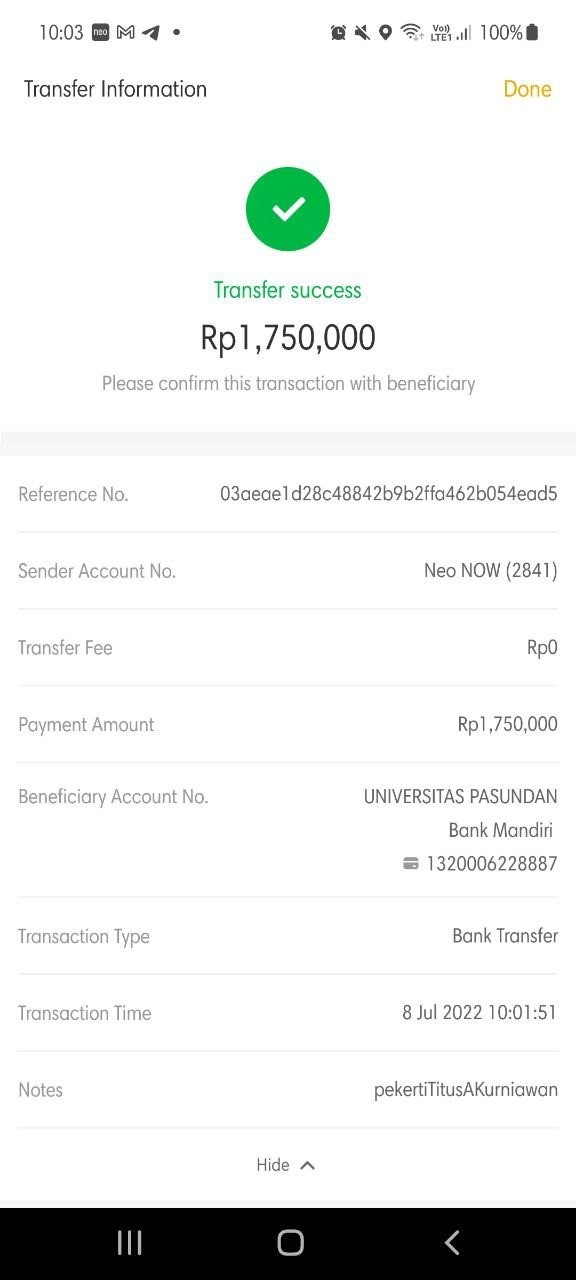 10:03 neo Vo)) LTE1 100%
Transfer Information Done
Transfer success
Rp1,750,000
Please confirm this transaction with beneficiary
Reference No. 03aeae1d28c48842b9b2ffa462b054ead5
Sender Account No. Neo NOW (2841)
Transfer Fee Rp0
Payment Amount Rp1,750,000
Beneficiary Account No. UNIVERSITAS PASUNDAN
Bank Mandiri
1320006228887
Transaction Type Bank Transfer
Transaction Time 8 Jul 2022 10:01:51
Notes pekertiTitusAKurniawan
Hide